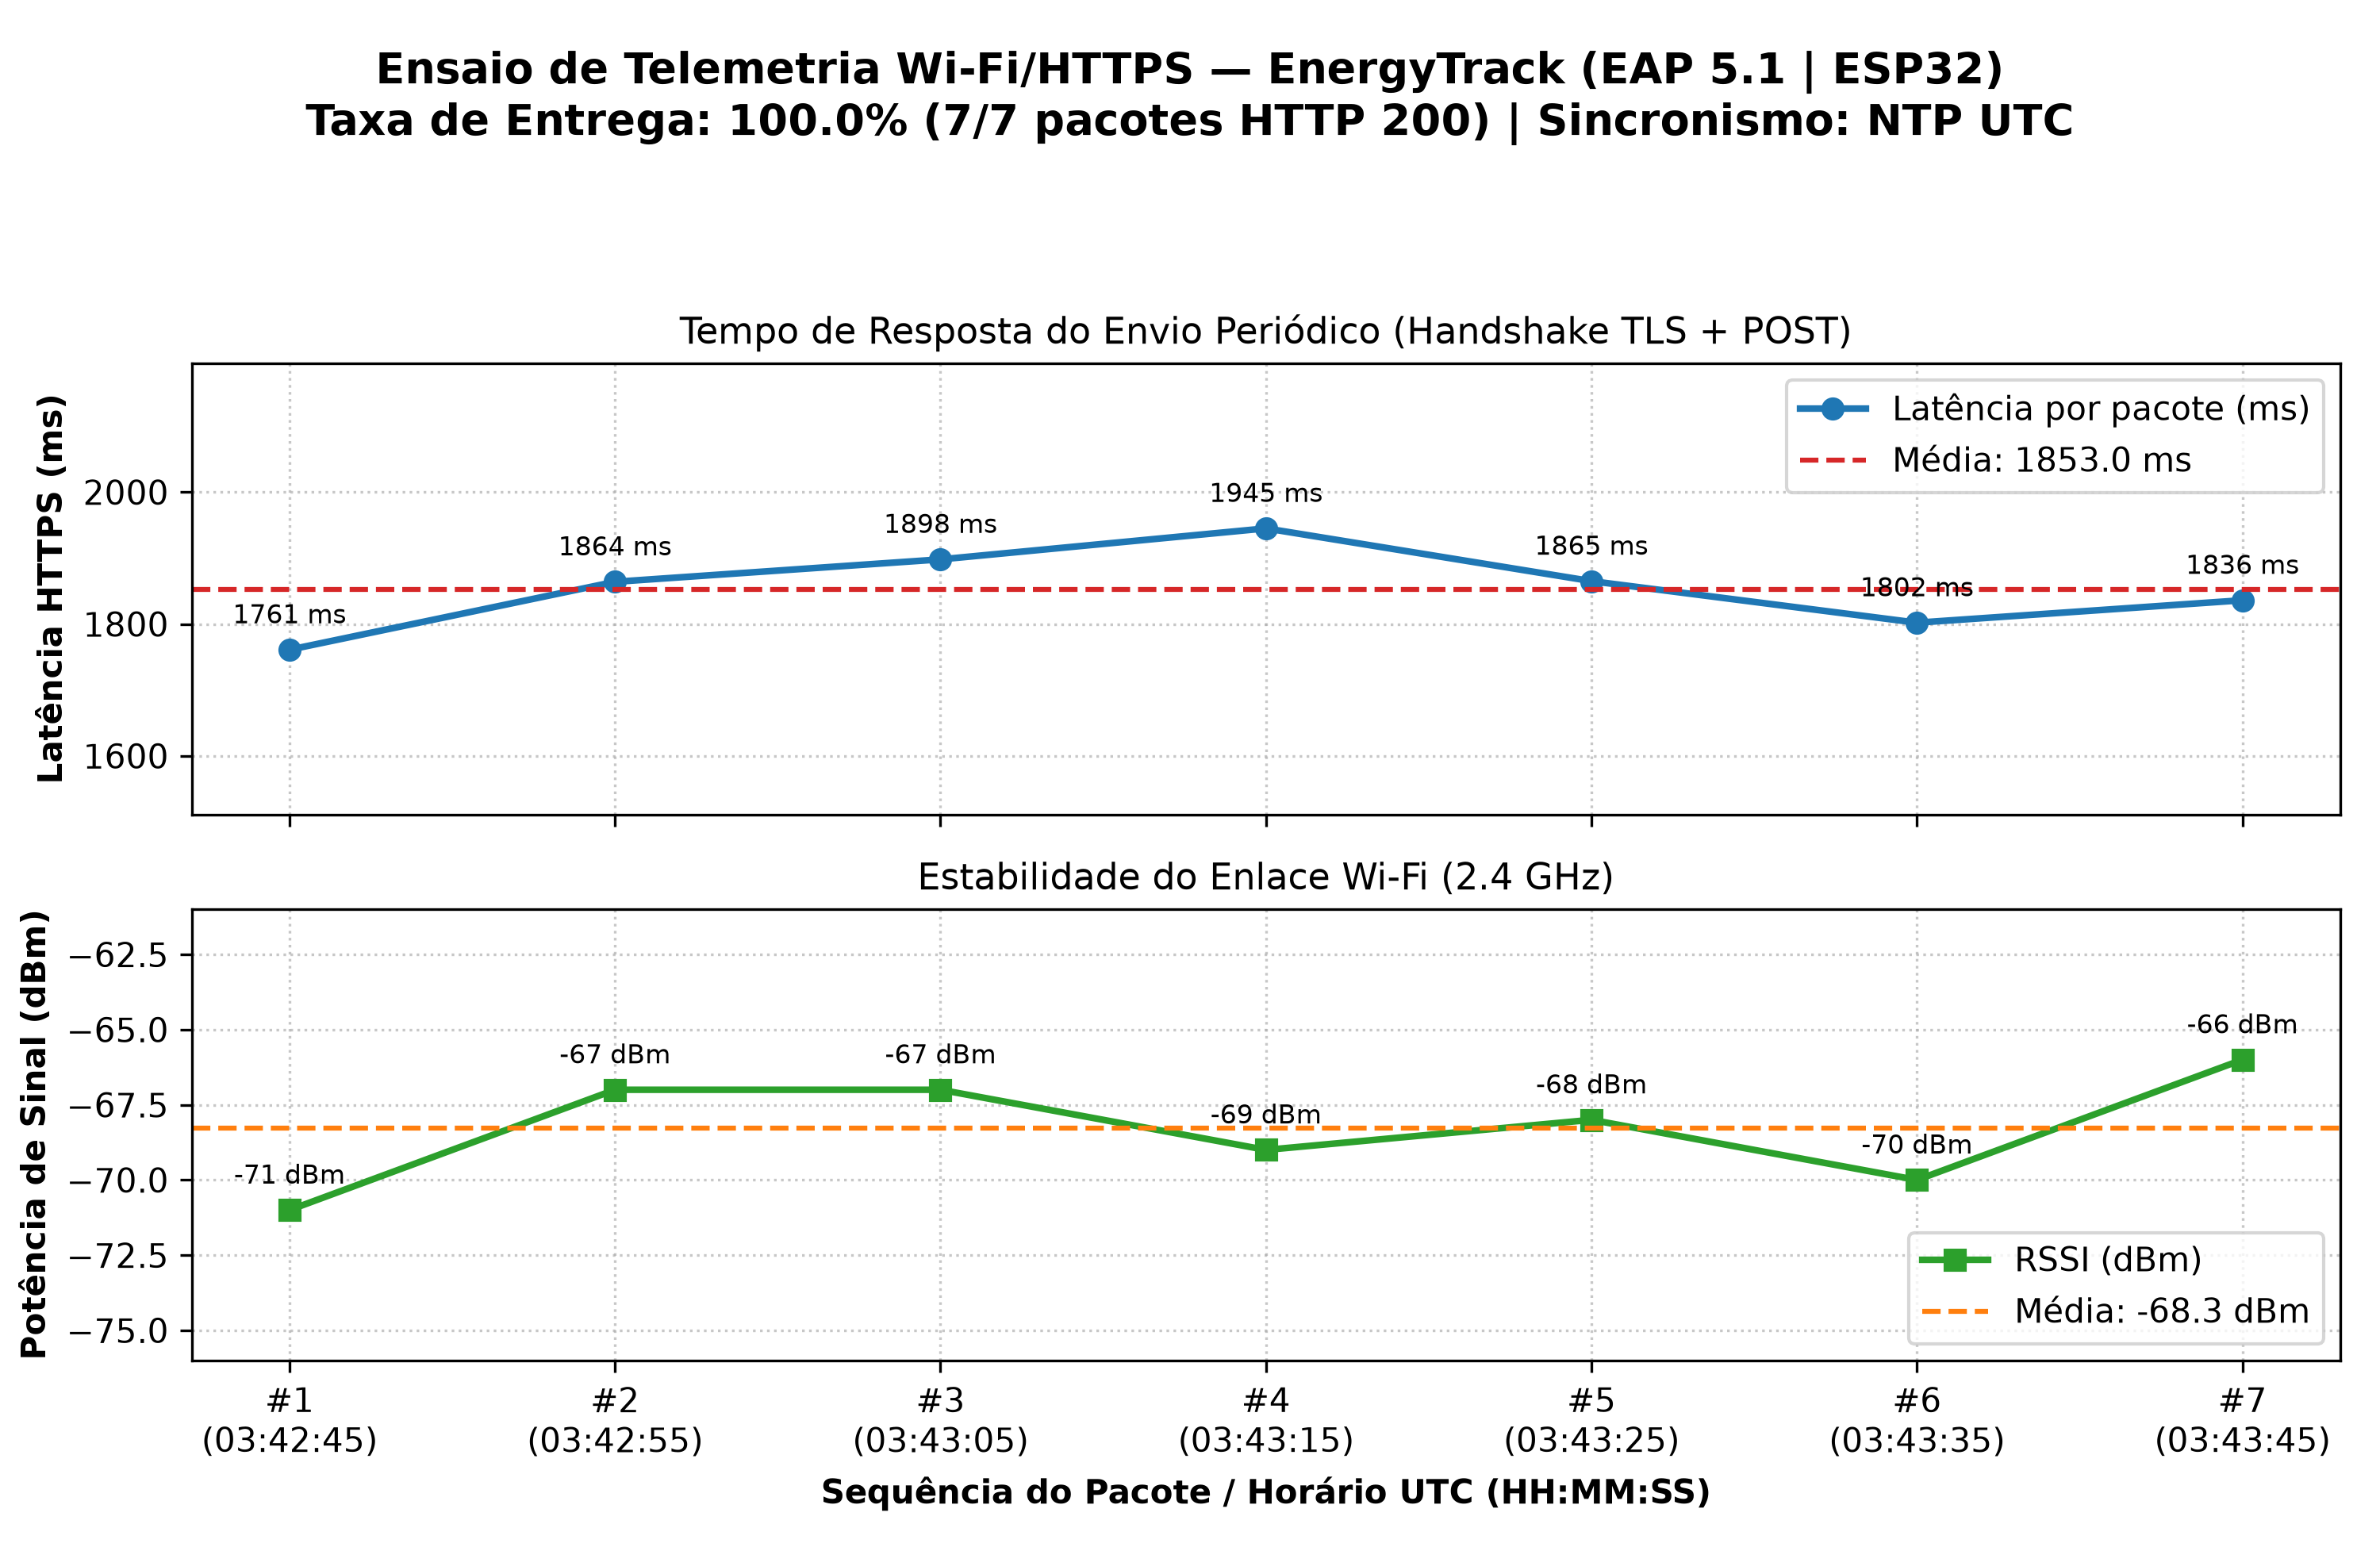 Ensaio de Telemetria Wi-Fi/HTTPS — EnergyTrack (EAP 5.1 | ESP32)
Taxa de Entrega: 100.0% (7/7 pacotes HTTP 200) | Sincronismo: NTP UTC
Tempo de Resposta do Envio Periódico (Handshake TLS + POST)
Latência HTTPS (ms)
2000
1800
1600
1761 ms
1864 ms
1898 ms
1945 ms
1865 ms
1802 ms
1836 ms
Latência por pacote (ms)
Média: 1853.0 ms
Estabilidade do Enlace Wi-Fi (2.4 GHz)
Potência de Sinal (dBm)
−62.5
−65.0
−67.5
−70.0
−72.5
−75.0
-71 dBm
-67 dBm
-67 dBm
-69 dBm
-68 dBm
-70 dBm
-66 dBm
RSSI (dBm)
Média: -68.3 dBm
#1
(03:42:45)
#2
(03:42:55)
#3
(03:43:05)
#4
(03:43:15)
#5
(03:43:25)
#6
(03:43:35)
#7
(03:43:45)
Sequência do Pacote / Horário UTC (HH:MM:SS)